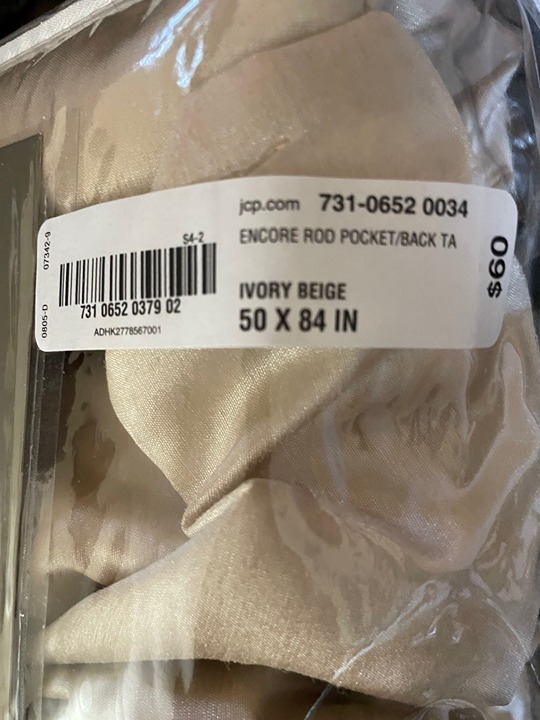 jcp.com 731-0652 0034
ENCORE ROD POCKET/BACK TA
IVORY BEIGE
50 X 84 IN
$60
S4-2
731 0652 0379 02
ADHK2778567001
0805-D 07342-9